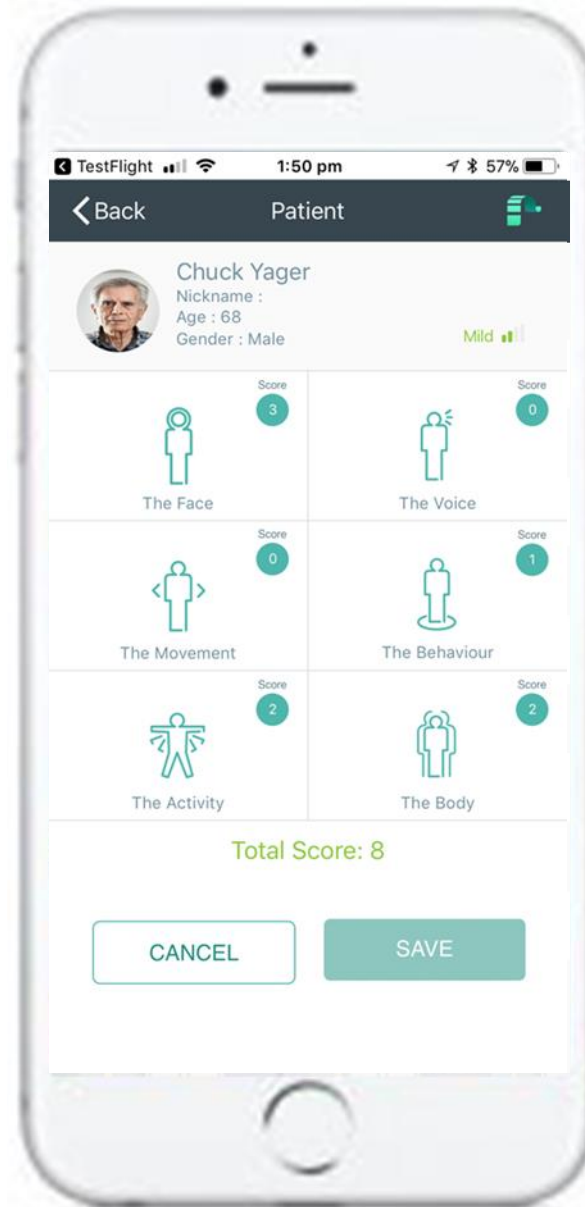 TestFlight 1:50 pm 57%
Back Patient
Chuck Yager
Nickname :
Age : 68
Gender : Male
Mild
Score
3
The Face
Score
0
The Voice
Score
0
The Movement
Score
1
The Behaviour
Score
2
The Activity
Score
2
The Body
Total Score: 8
CANCEL SAVE